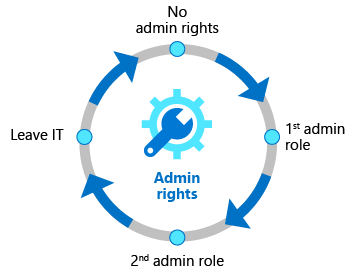 No
admin rights
1st admin
role
Leave IT
Admin
rights
2nd admin role